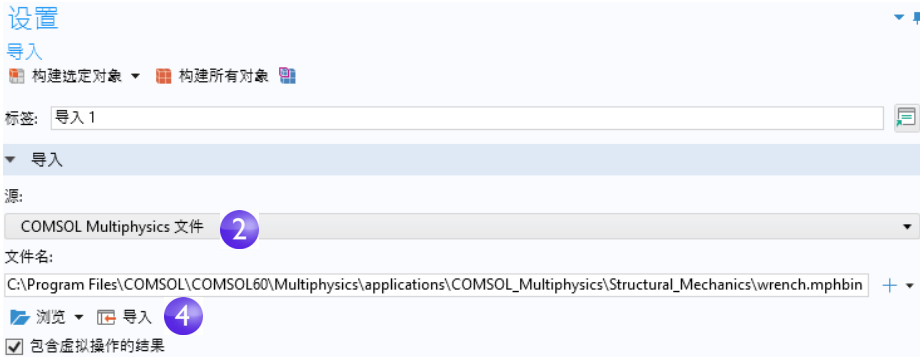 设置
导入
构建选定对象 构建所有对象
标签: 导入 1
导入
源:
COMSOL Multiphysics 文件 2
文件名:
C:\Program Files\COMSOL\COMSOL60\Multiphysics\applications\COMSOL_Multiphysics\Structural_Mechanics\wrench.mphbin
浏览 导入 4
包含虚拟操作的结果